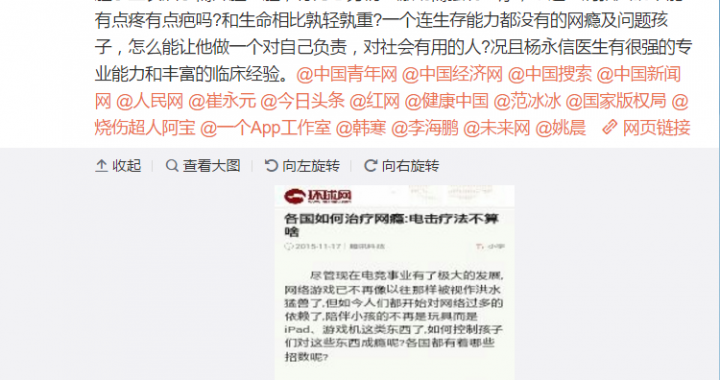 有点疼有点疤吗?和生命相比孰轻孰重?一个连生存能力都没有的网瘾及问题孩
子，怎么能让他做一个对自己负责，对社会有用的人?况且杨永信医生有很强的专
业能力和丰富的临床经验。@中国青年网 @中国经济网 @中国搜索 @中国新闻
网 @人民网 @崔永元 @今日头条 @红网 @健康中国 @范冰冰 @国家版权局 @
烧伤超人阿宝 @一个App工作室 @韩寒 @李海鹏 @未来网 @姚晨 网页链接
收起 查看大图 向左旋转 向右旋转
环球网
各国如何治疗网瘾:电击疗法不算
啥
2015-11-17 腾讯科技 小字
尽管现在电竞事业有了极大的发展,
网络游戏已不再像以往那样被视作洪水
猛兽了,但如今人们都开始对网络过多的
依赖了,陪伴小孩的不再是玩具而是
iPad、游戏机这类东西了,如何控制孩子
们对这些东西成瘾呢?各国都有着哪些
招数呢?